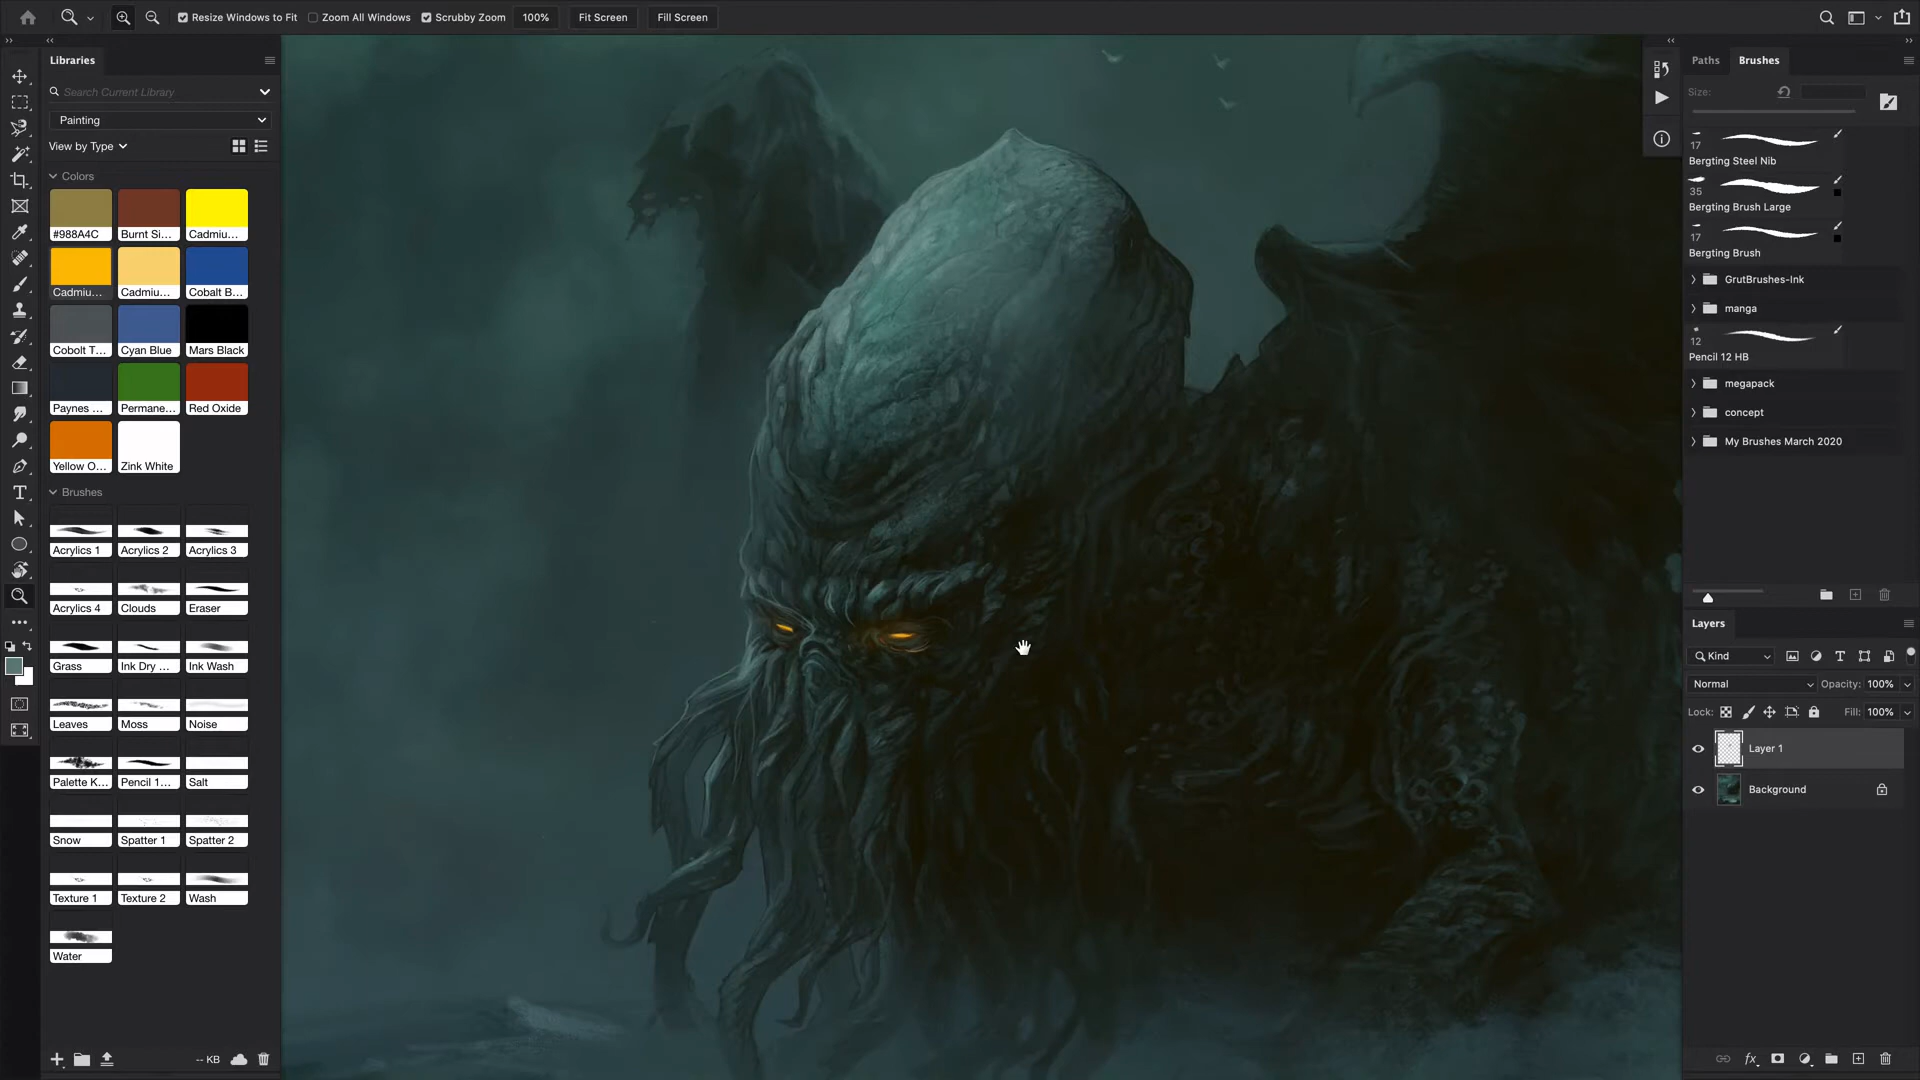 Resize Windows to Fit
Zoom All Windows
Scrubby Zoom
100%
Fit Screen
Fill Screen
Libraries
Search Current Library
Painting
View by Type
Colors
#988A4C
Burnt Si...
Cadmiu...
Cadmiu...
Cadmiu...
Cobalt B...
Cobolt T...
Cyan Blue
Mars Black
Paynes ...
Permane...
Red Oxide
Yellow O...
Zink White
Brushes
Acrylics 1
Acrylics 2
Acrylics 3
Acrylics 4
Clouds
Eraser
Grass
Ink Dry ...
Ink Wash
Leaves
Moss
Noise
Palette K...
Pencil 1...
Salt
Snow
Spatter 1
Spatter 2
Texture 1
Texture 2
Wash
Water
-- KB
Paths
Brushes
Size:
17
Bergting Steel Nib
35
Bergting Brush Large
17
Bergting Brush
GrutBrushes-Ink
manga
12
Pencil 12 HB
megapack
concept
My Brushes March 2020
Layers
Kind
Normal
Opacity: 100%
Lock:
Fill: 100%
Layer 1
Background
fx